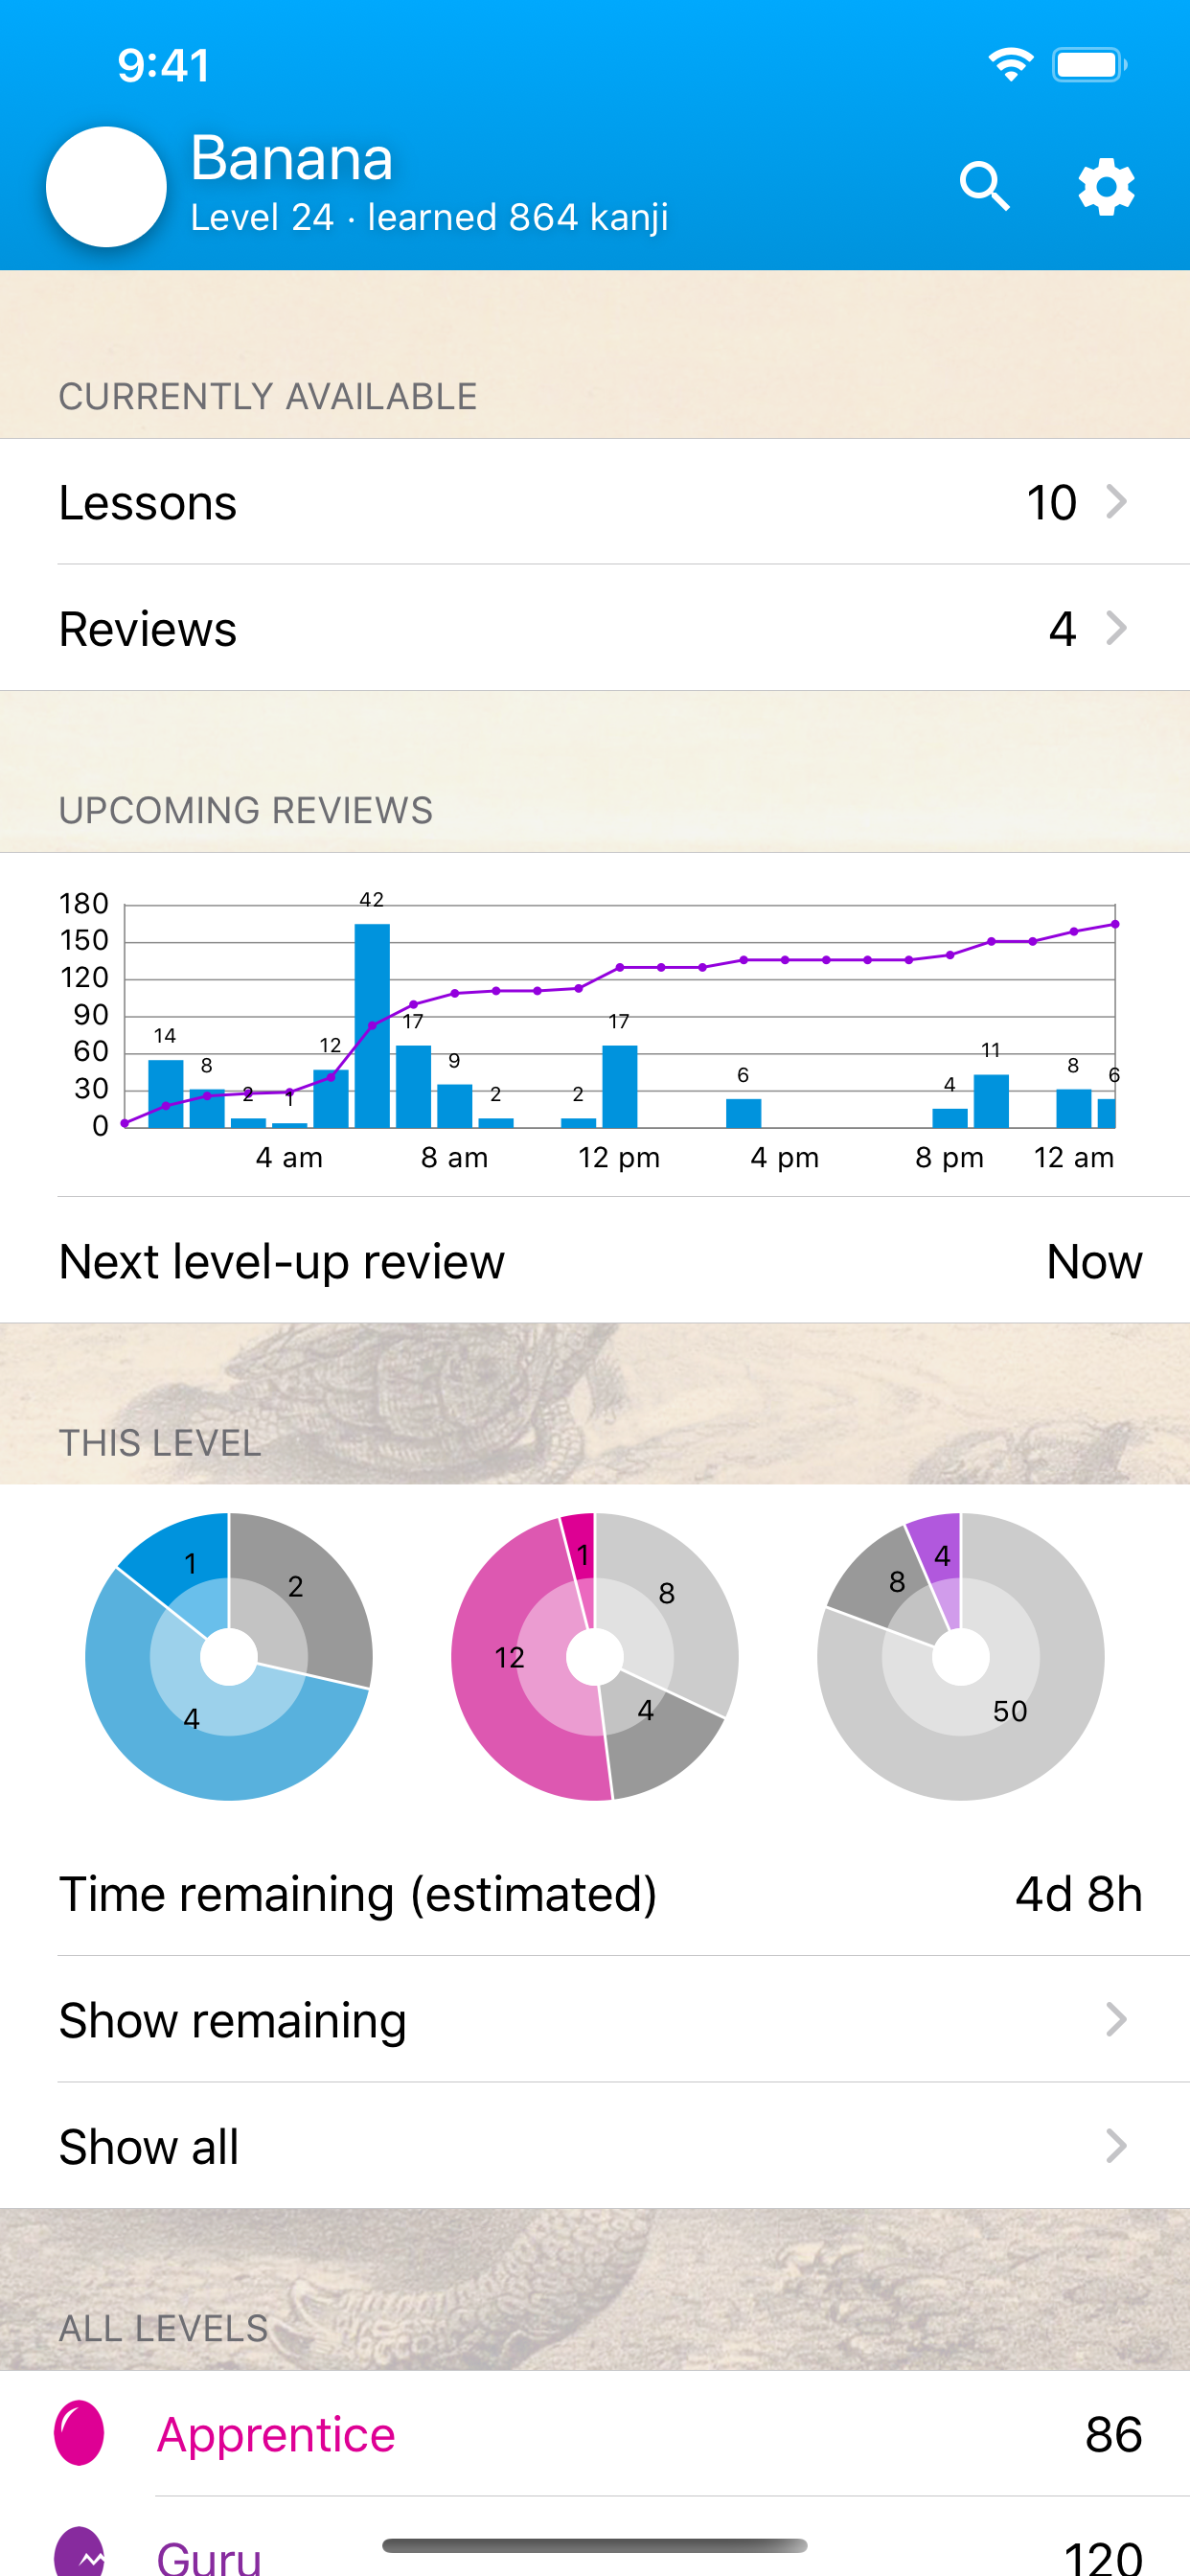 9:41
Banana
Level 24 · learned 864 kanji
CURRENTLY AVAILABLE
Lessons 10
Reviews 4
UPCOMING REVIEWS
180
150
120
90
60
30
0
14 8 2 1 12 42 17 9 2 2 17 6 4 11 8 6
4 am 8 am 12 pm 4 pm 8 pm 12 am
Next level-up review Now
THIS LEVEL
1 2 4
1 8 12 4
4 8 50
Time remaining (estimated) 4d 8h
Show remaining
Show all
ALL LEVELS
Apprentice 86
Guru 120